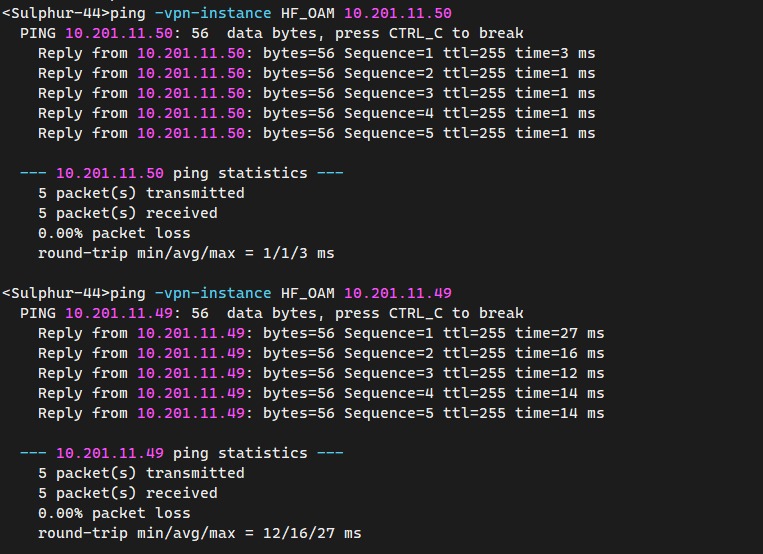 <Sulphur-44>ping -vpn-instance HF_OAM 10.201.11.50
PING 10.201.11.50: 56  data bytes, press CTRL_C to break
Reply from 10.201.11.50: bytes=56 Sequence=1 ttl=255 time=3 ms
Reply from 10.201.11.50: bytes=56 Sequence=2 ttl=255 time=1 ms
Reply from 10.201.11.50: bytes=56 Sequence=3 ttl=255 time=1 ms
Reply from 10.201.11.50: bytes=56 Sequence=4 ttl=255 time=1 ms
Reply from 10.201.11.50: bytes=56 Sequence=5 ttl=255 time=1 ms
--- 10.201.11.50 ping statistics ---
5 packet(s) transmitted
5 packet(s) received
0.00% packet loss
round-trip min/avg/max = 1/1/3 ms
<Sulphur-44>ping -vpn-instance HF_OAM 10.201.11.49
PING 10.201.11.49: 56  data bytes, press CTRL_C to break
Reply from 10.201.11.49: bytes=56 Sequence=1 ttl=255 time=27 ms
Reply from 10.201.11.49: bytes=56 Sequence=2 ttl=255 time=16 ms
Reply from 10.201.11.49: bytes=56 Sequence=3 ttl=255 time=12 ms
Reply from 10.201.11.49: bytes=56 Sequence=4 ttl=255 time=14 ms
Reply from 10.201.11.49: bytes=56 Sequence=5 ttl=255 time=14 ms
--- 10.201.11.49 ping statistics ---
5 packet(s) transmitted
5 packet(s) received
0.00% packet loss
round-trip min/avg/max = 12/16/27 ms